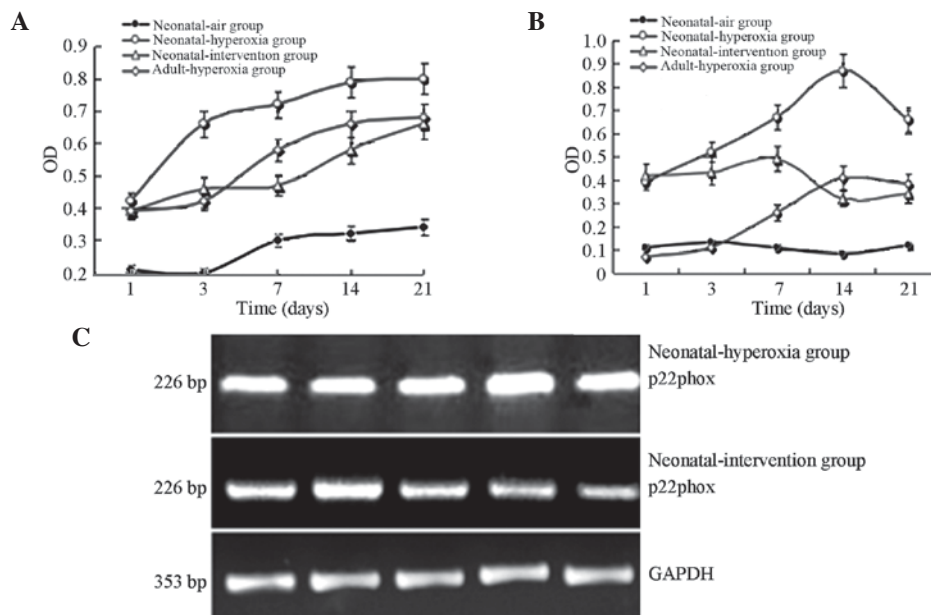 A
Neonatal-air group
Neonatal-hyperoxia group
Neonatal-intervention group
Adult-hyperoxia group
0.9
0.8
0.7
0.6
0.5
0.4
0.3
0.2
OD
1 3 7 14 21
Time (days)
B
Neonatal-air group
Neonatal-hyperoxia group
Neonatal-intervention group
Adult-hyperoxia group
1.0
0.9
0.8
0.7
0.6
0.5
0.4
0.3
0.2
0.1
0
OD
1 3 7 14 21
Time (days)
C
226 bp
Neonatal-hyperoxia group
p22phox
226 bp
Neonatal-intervention group
p22phox
353 bp
GAPDH